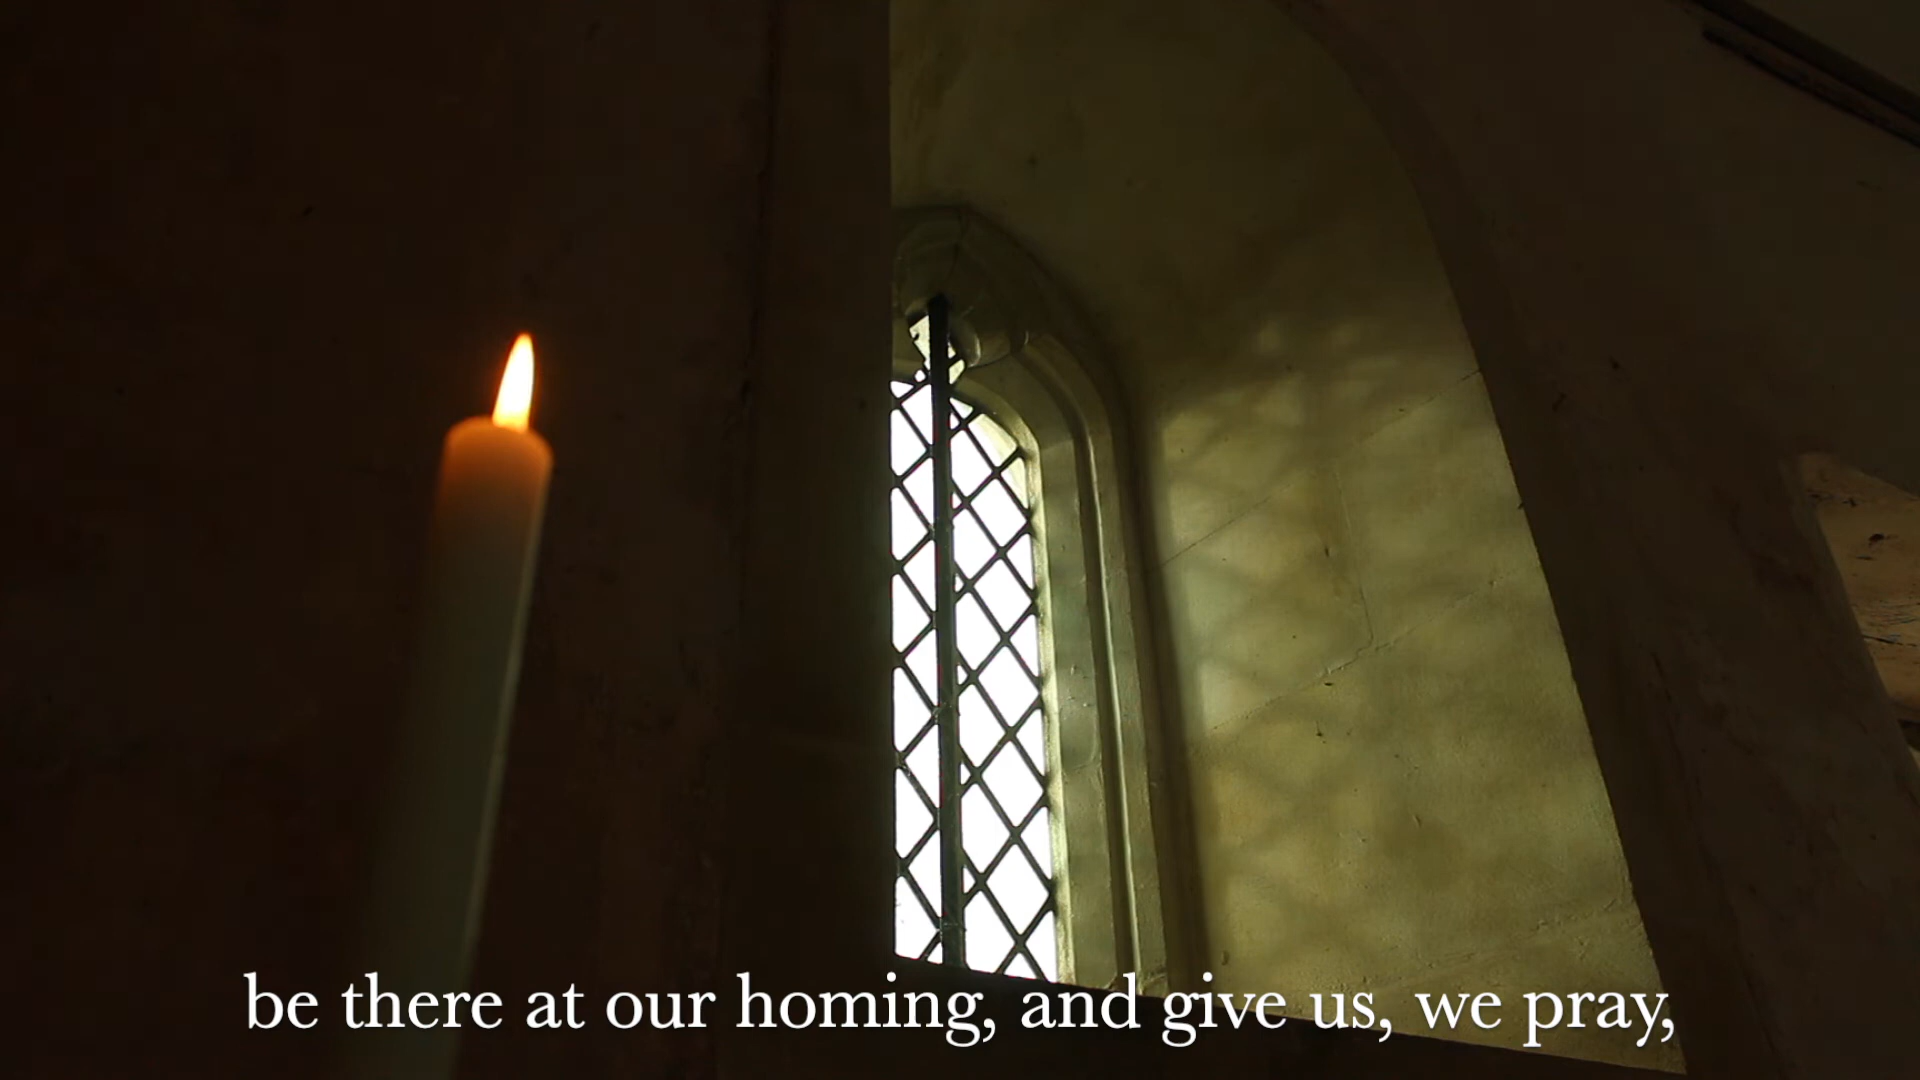 be there at our homing, and give us, we pray,